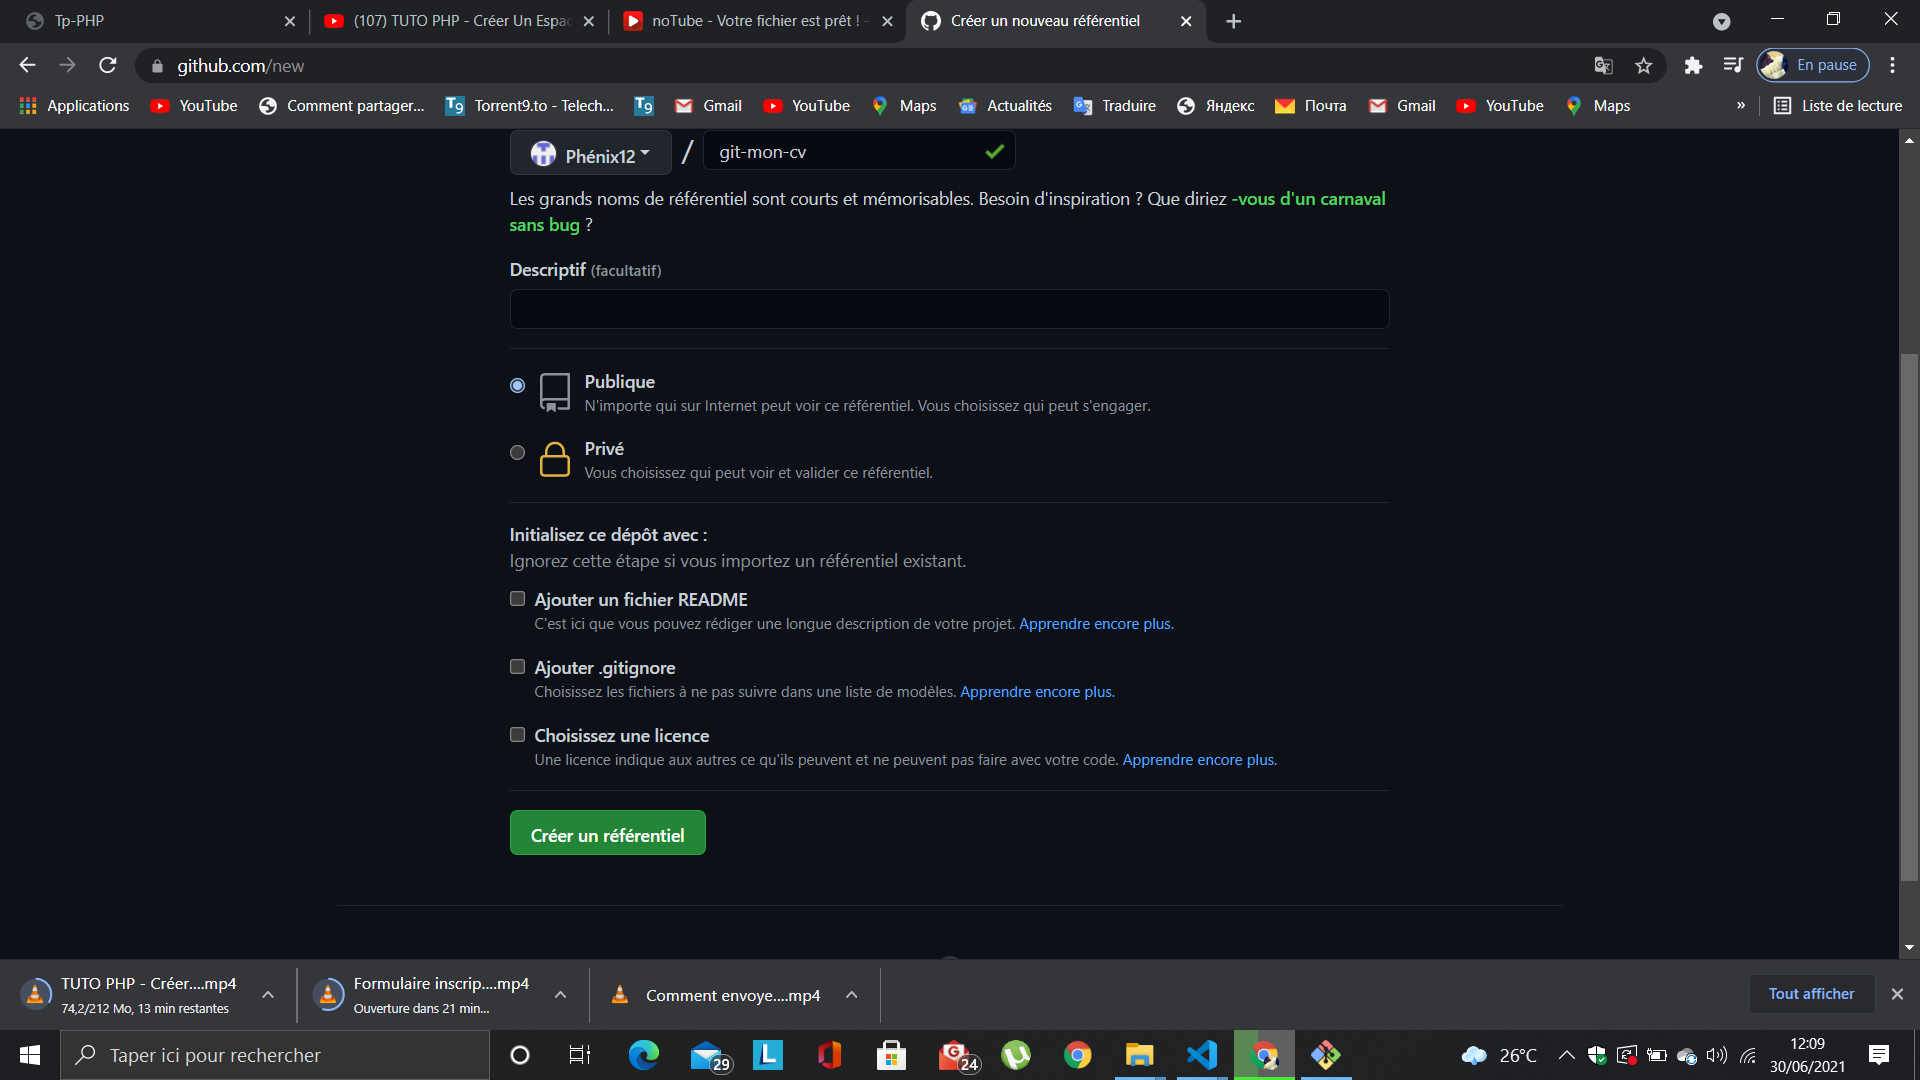 Tp-PHP
(107) TUTO PHP - Créer Un Espac
noTube - Votre fichier est prêt ! -
Créer un nouveau référentiel
github.com/new
En pause
Applications
YouTube
Comment partager...
Torrent9.to - Telech...
Gmail
YouTube
Maps
Actualités
Traduire
Яндекс
Почта
Gmail
YouTube
Maps
»
Liste de lecture
Phénix12 / git-mon-cv
Les grands noms de référentiel sont courts et mémorisables. Besoin d'inspiration ? Que diriez -vous d'un carnaval
sans bug ?
Descriptif (facultatif)
Publique
N'importe qui sur Internet peut voir ce référentiel. Vous choisissez qui peut s'engager.
Privé
Vous choisissez qui peut voir et valider ce référentiel.
Initialisez ce dépôt avec :
Ignorez cette étape si vous importez un référentiel existant.
Ajouter un fichier README
C'est ici que vous pouvez rédiger une longue description de votre projet. Apprendre encore plus.
Ajouter .gitignore
Choisissez les fichiers à ne pas suivre dans une liste de modèles. Apprendre encore plus.
Choisissez une licence
Une licence indique aux autres ce qu'ils peuvent et ne peuvent pas faire avec votre code. Apprendre encore plus.
Créer un référentiel
TUTO PHP - Créer....mp4
74,2/212 Mo, 13 min restantes
Formulaire inscrip....mp4
Ouverture dans 21 min...
Comment envoye....mp4
Tout afficher
Taper ici pour rechercher
29
24
26°C
12:09
30/06/2021